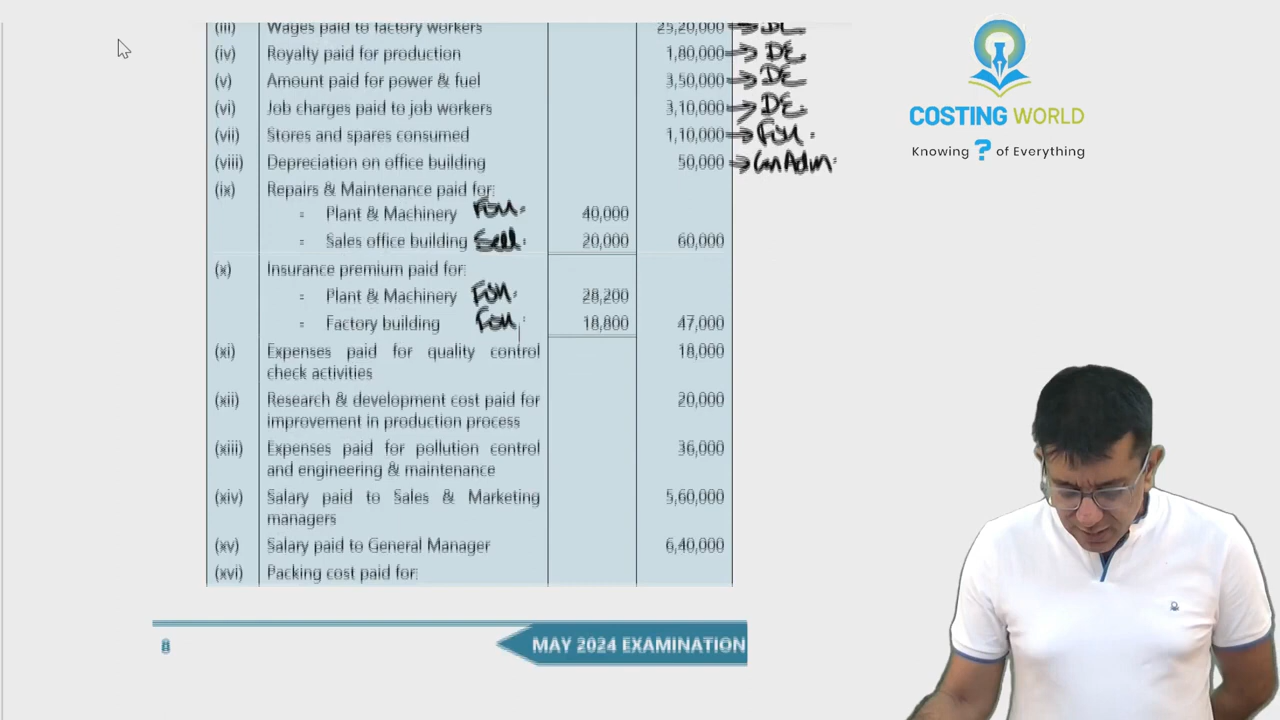 (iii) Wages paid to factory workers 25,20,000 → DL
(iv) Royalty paid for production 1,80,000 → DE
(v) Amount paid for power & fuel 3,50,000 → DE
(vi) Job charges paid to job workers 3,10,000 → DE
(vii) Stores and spares consumed 1,10,000 →
(viii) Depreciation on office building 50,000 →
(ix) Repairs & Maintenance paid for:
- Plant & Machinery 40,000
- Sales office building Sell. 20,000 60,000
(x) Insurance premium paid for:
- Plant & Machinery 28,200
- Factory building 18,800 47,000
(xi) Expenses paid for quality control 18,000
check activities
(xii) Research & development cost paid for 20,000
improvement in production process
(xiii) Expenses paid for pollution control 36,000
and engineering & maintenance
(xiv) Salary paid to Sales & Marketing 5,60,000
managers
(xv) Salary paid to General Manager 6,40,000
(xvi) Packing cost paid for:
8
MAY 2024 EXAMINATION
COSTING WORLD
Knowing ? of Everything